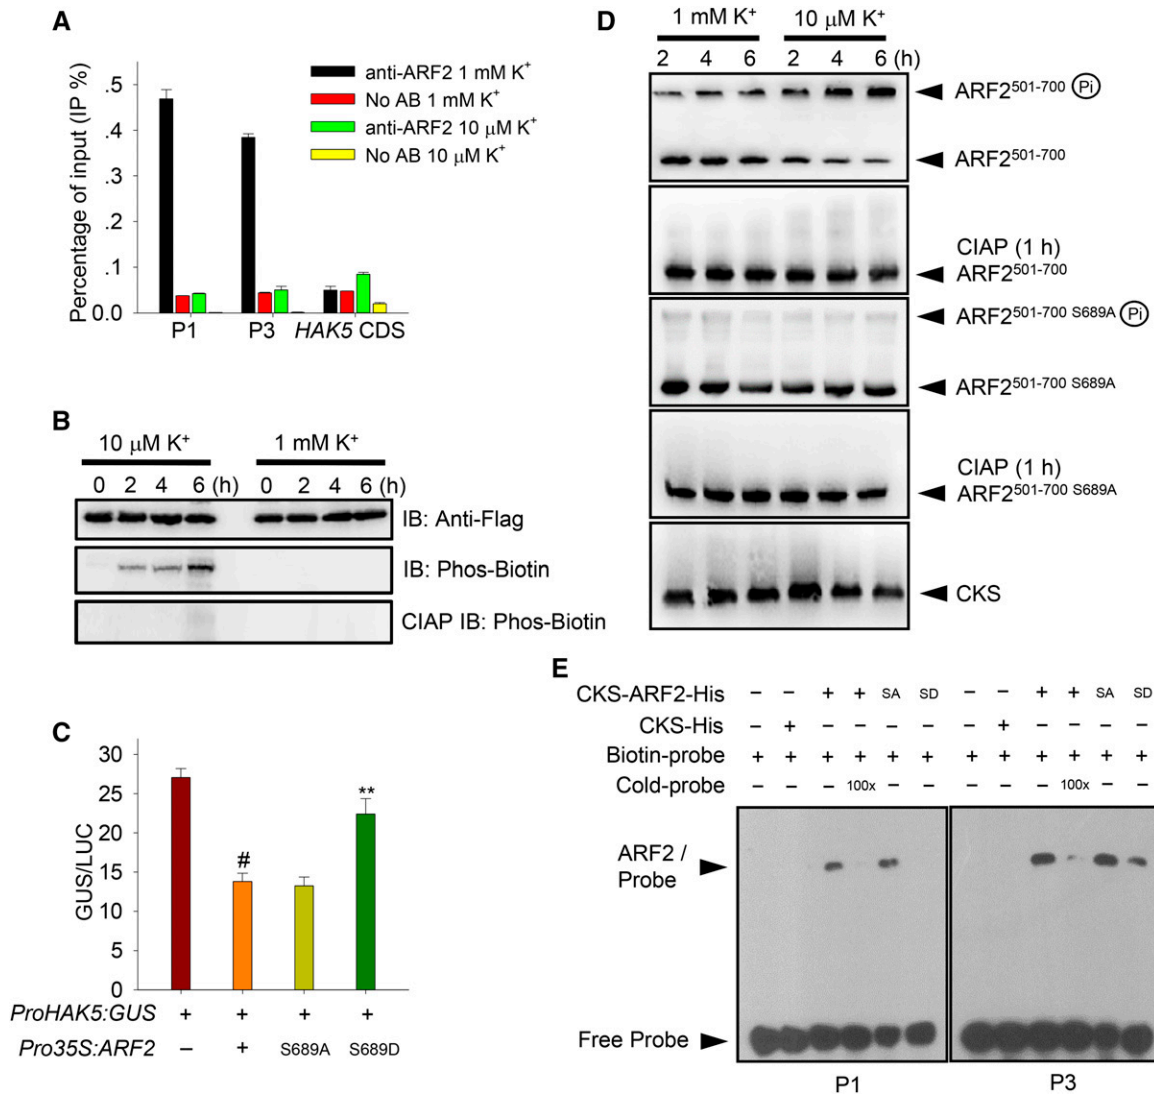 A
Percentage of input (IP %)
.5
.4
.3
.2
.1
0.0
anti-ARF2 1 mM K⁺
No AB 1 mM K⁺
anti-ARF2 10 μM K⁺
No AB 10 μM K⁺
P1 P3 HAK5 CDS
B
10 μM K⁺ 1 mM K⁺
0 2 4 6 (h) 0 2 4 6 (h)
IB: Anti-Flag
IB: Phos-Biotin
CIAP IB: Phos-Biotin
C
GUS/LUC
30
25
20
15
10
5
0
#
**
ProHAK5:GUS + + + +
Pro35S:ARF2 – + S689A S689D
D
1 mM K⁺ 10 μM K⁺
2 4 6 2 4 6 (h)
ARF2⁵⁰¹⁻⁷⁰⁰ Pi
ARF2⁵⁰¹⁻⁷⁰⁰
CIAP (1 h)
ARF2⁵⁰¹⁻⁷⁰⁰
ARF2⁵⁰¹⁻⁷⁰⁰ S689A Pi
ARF2⁵⁰¹⁻⁷⁰⁰ S689A
CIAP (1 h)
ARF2⁵⁰¹⁻⁷⁰⁰ S689A
CKS
E
CKS-ARF2-His – – + + SA SD – – + + SA SD
CKS-His – + – – – – – + – – – –
Biotin-probe + + + + + + + + + + + +
Cold-probe – – – 100x – – – – – 100x – –
ARF2 /
Probe
Free Probe
P1 P3